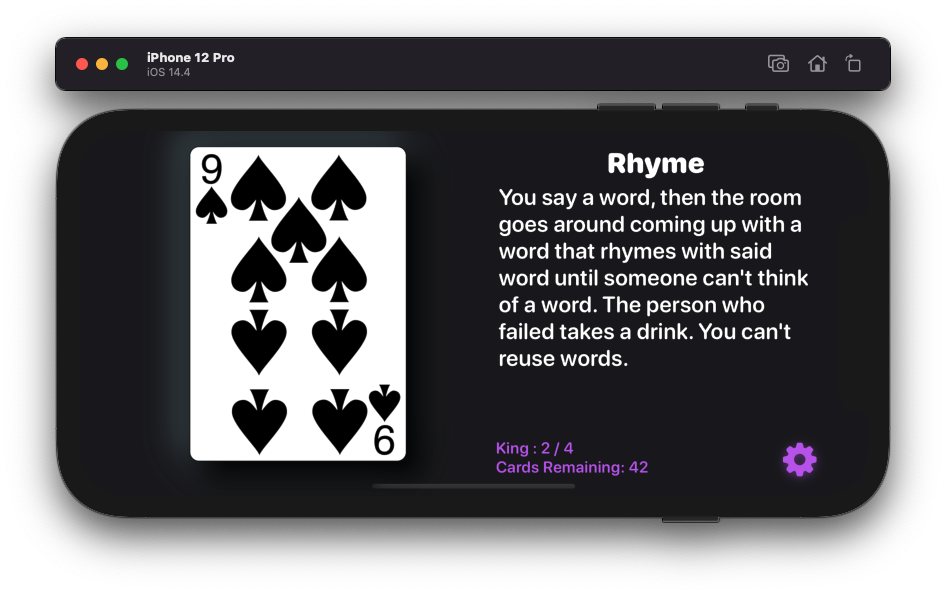 iPhone 12 Pro
iOS 14.4
9
Rhyme
You say a word, then the room
goes around coming up with a
word that rhymes with said
word until someone can't think
of a word. The person who
failed takes a drink. You can't
reuse words.
9
King : 2 / 4
Cards Remaining: 42